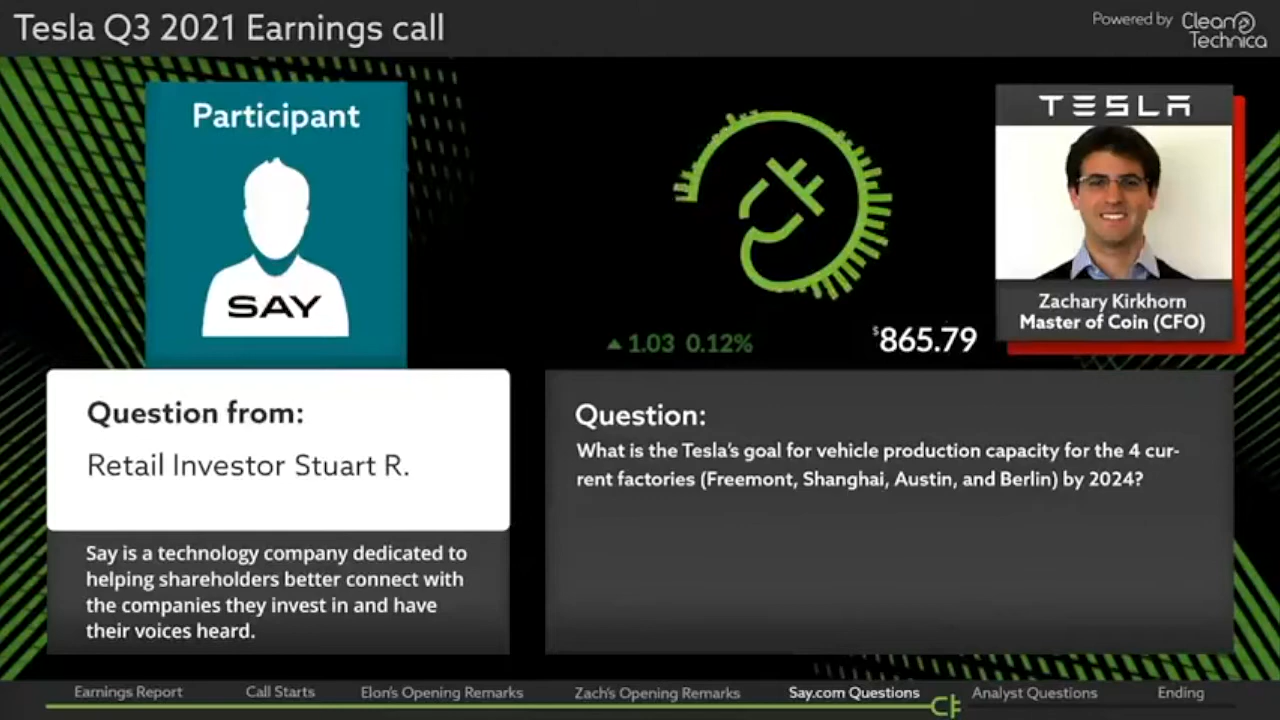 Tesla Q3 2021 Earnings call
Powered by
Clean
Technica
Participant
SAY
TESLA
Zachary Kirkhorn
Master of Coin (CFO)
▲ 1.03 0.12%
$865.79
Question from:
Retail Investor Stuart R.
Say is a technology company dedicated to
helping shareholders better connect with
the companies they invest in and have
their voices heard.
Question:
What is the Tesla's goal for vehicle production capacity for the 4 cur-
rent factories (Freemont, Shanghai, Austin, and Berlin) by 2024?
Earnings Report Call Starts Elon's Opening Remarks Zach's Opening Remarks Say.com Questions Analyst Questions Ending